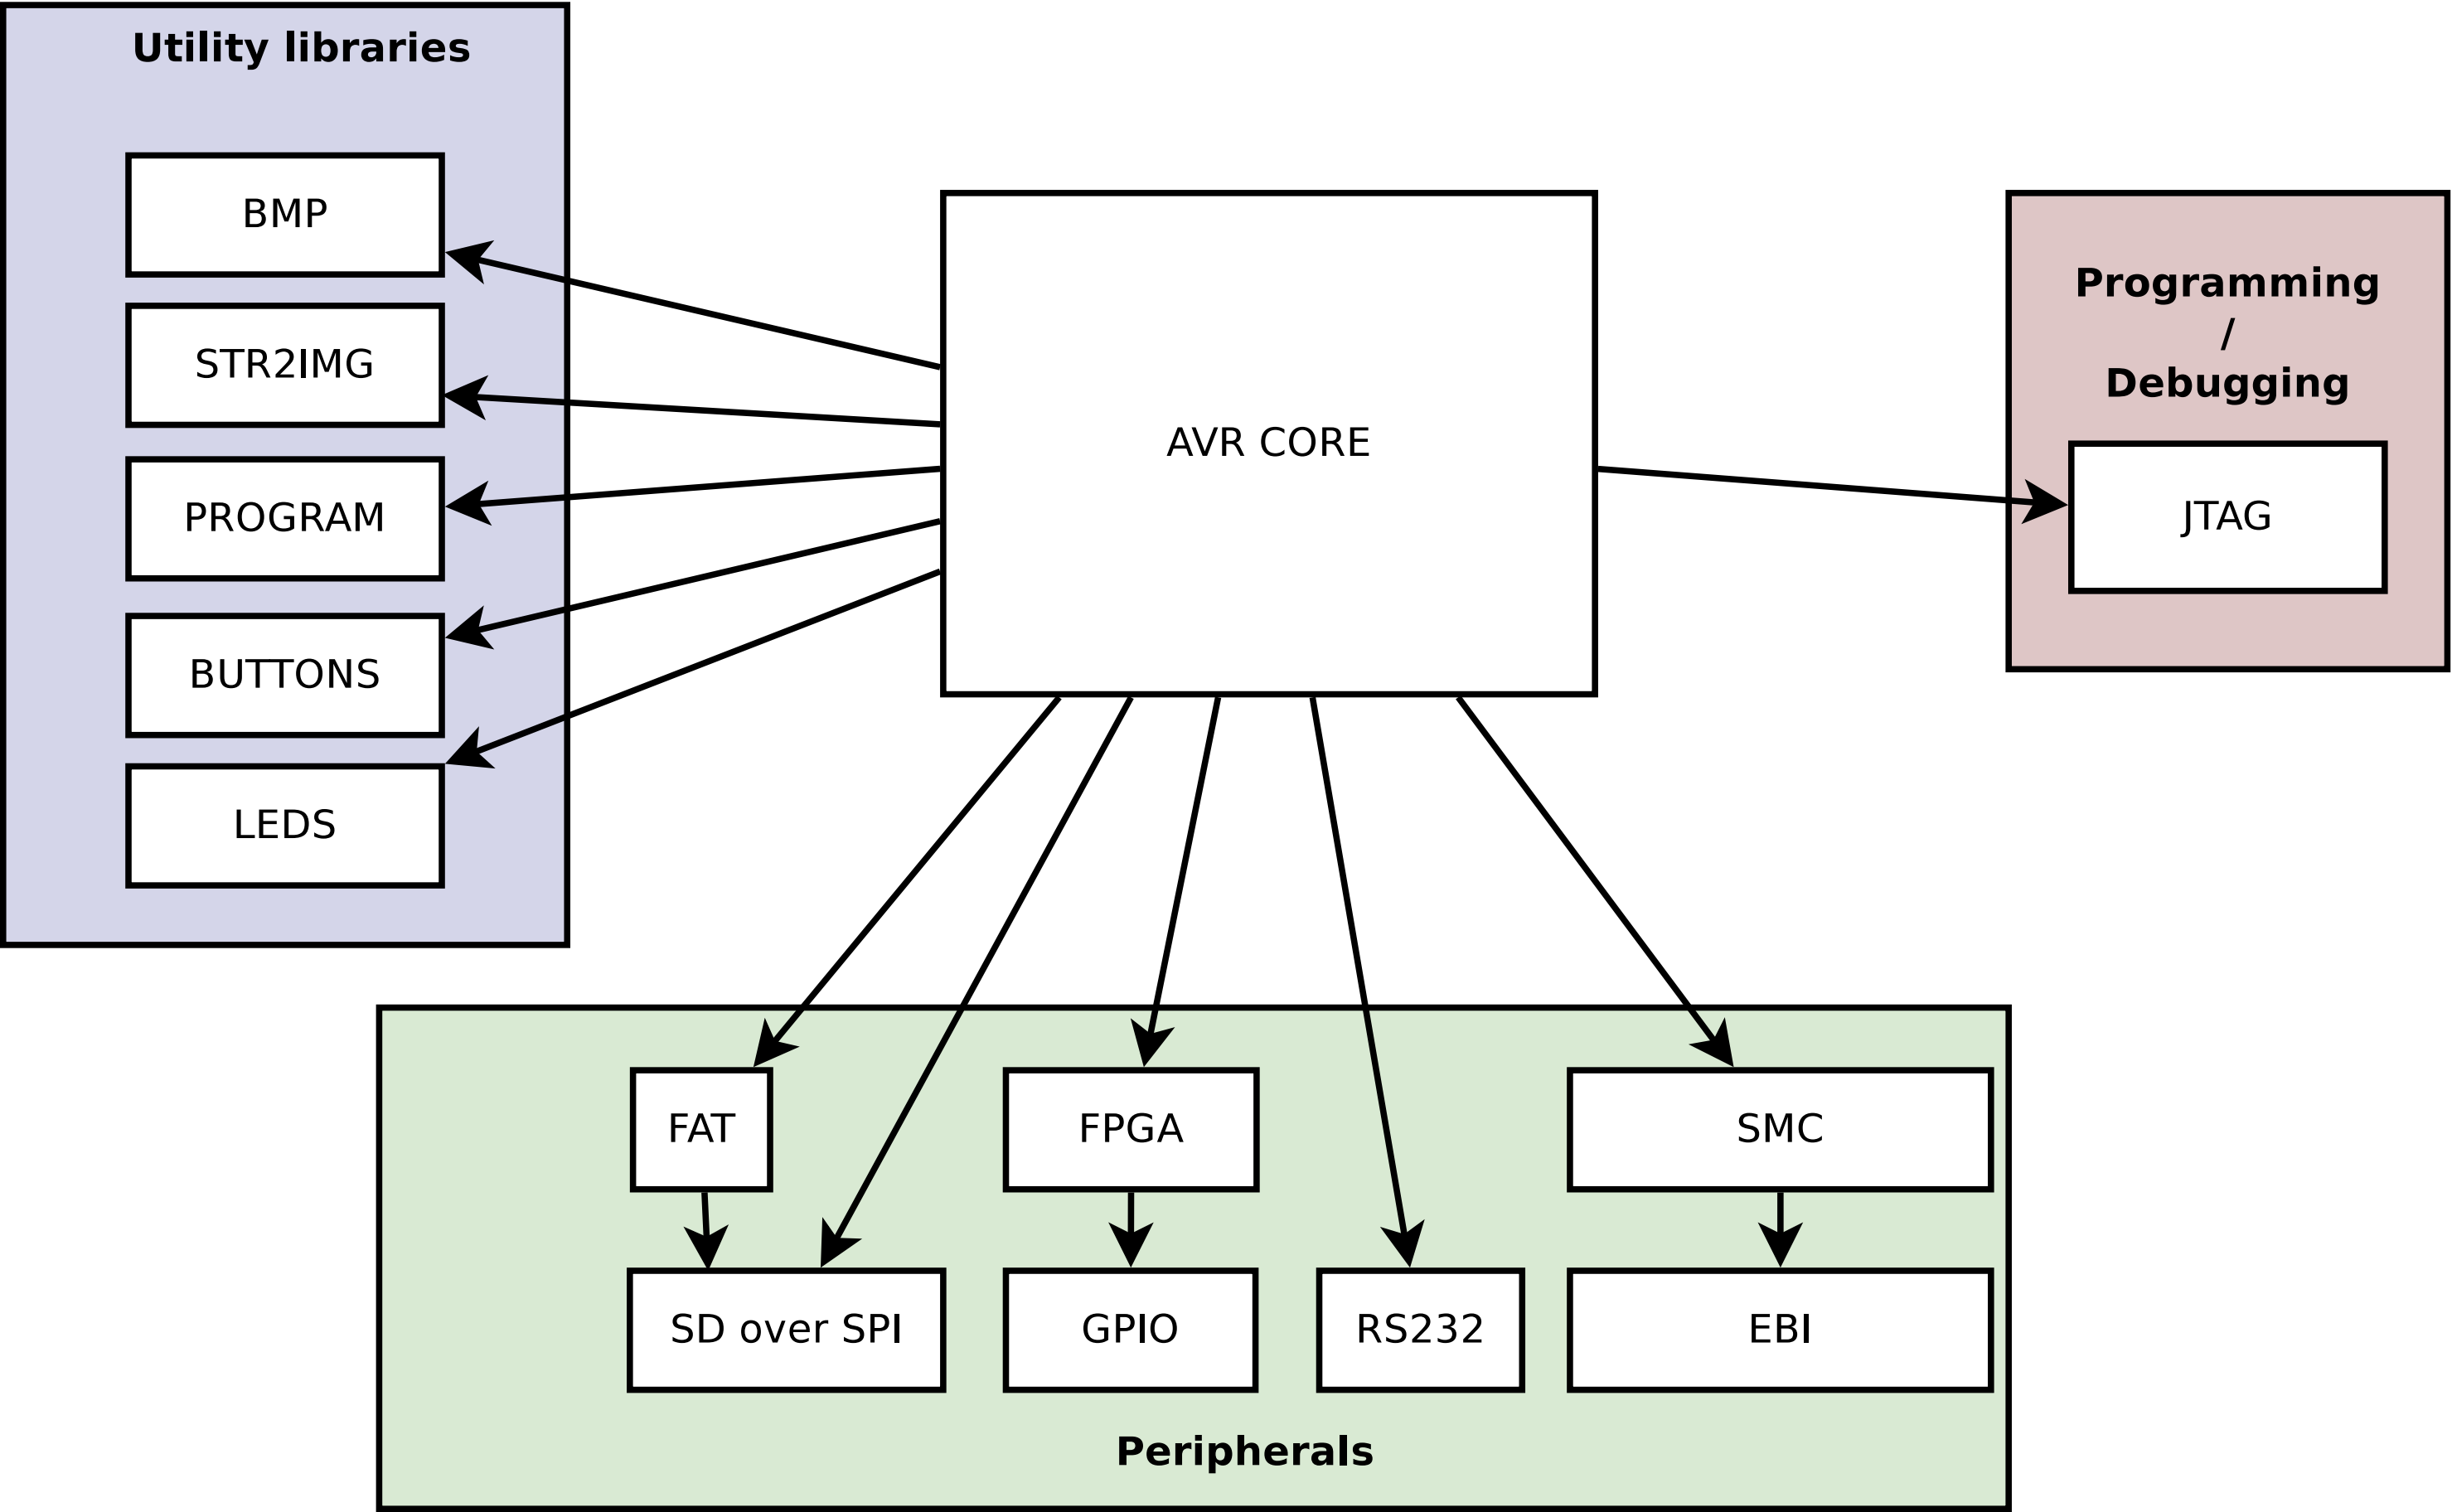 Utility libraries
BMP
STR2IMG
PROGRAM
BUTTONS
LEDS
AVR CORE
Programming
/
Debugging
JTAG
FAT
FPGA
SMC
SD over SPI
GPIO
RS232
EBI
Peripherals